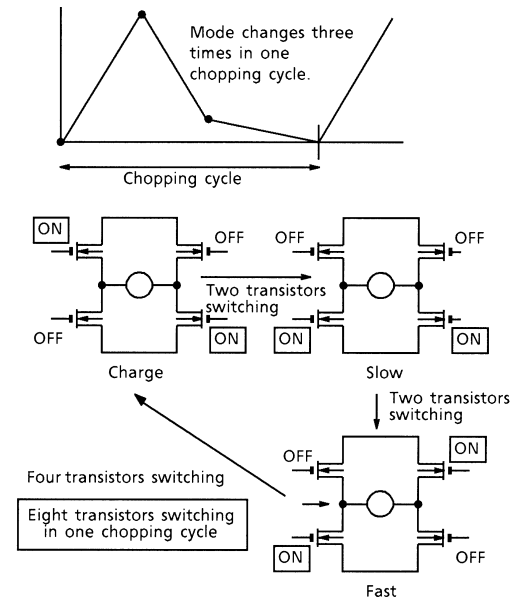 Mode changes three
times in one
chopping cycle.
Chopping cycle
ON
OFF
OFF
ON
Charge
Two transistors
switching
OFF
OFF
ON
ON
Slow
Two transistors
switching
OFF
ON
ON
OFF
Fast
Four transistors switching
Eight transistors switching
in one chopping cycle